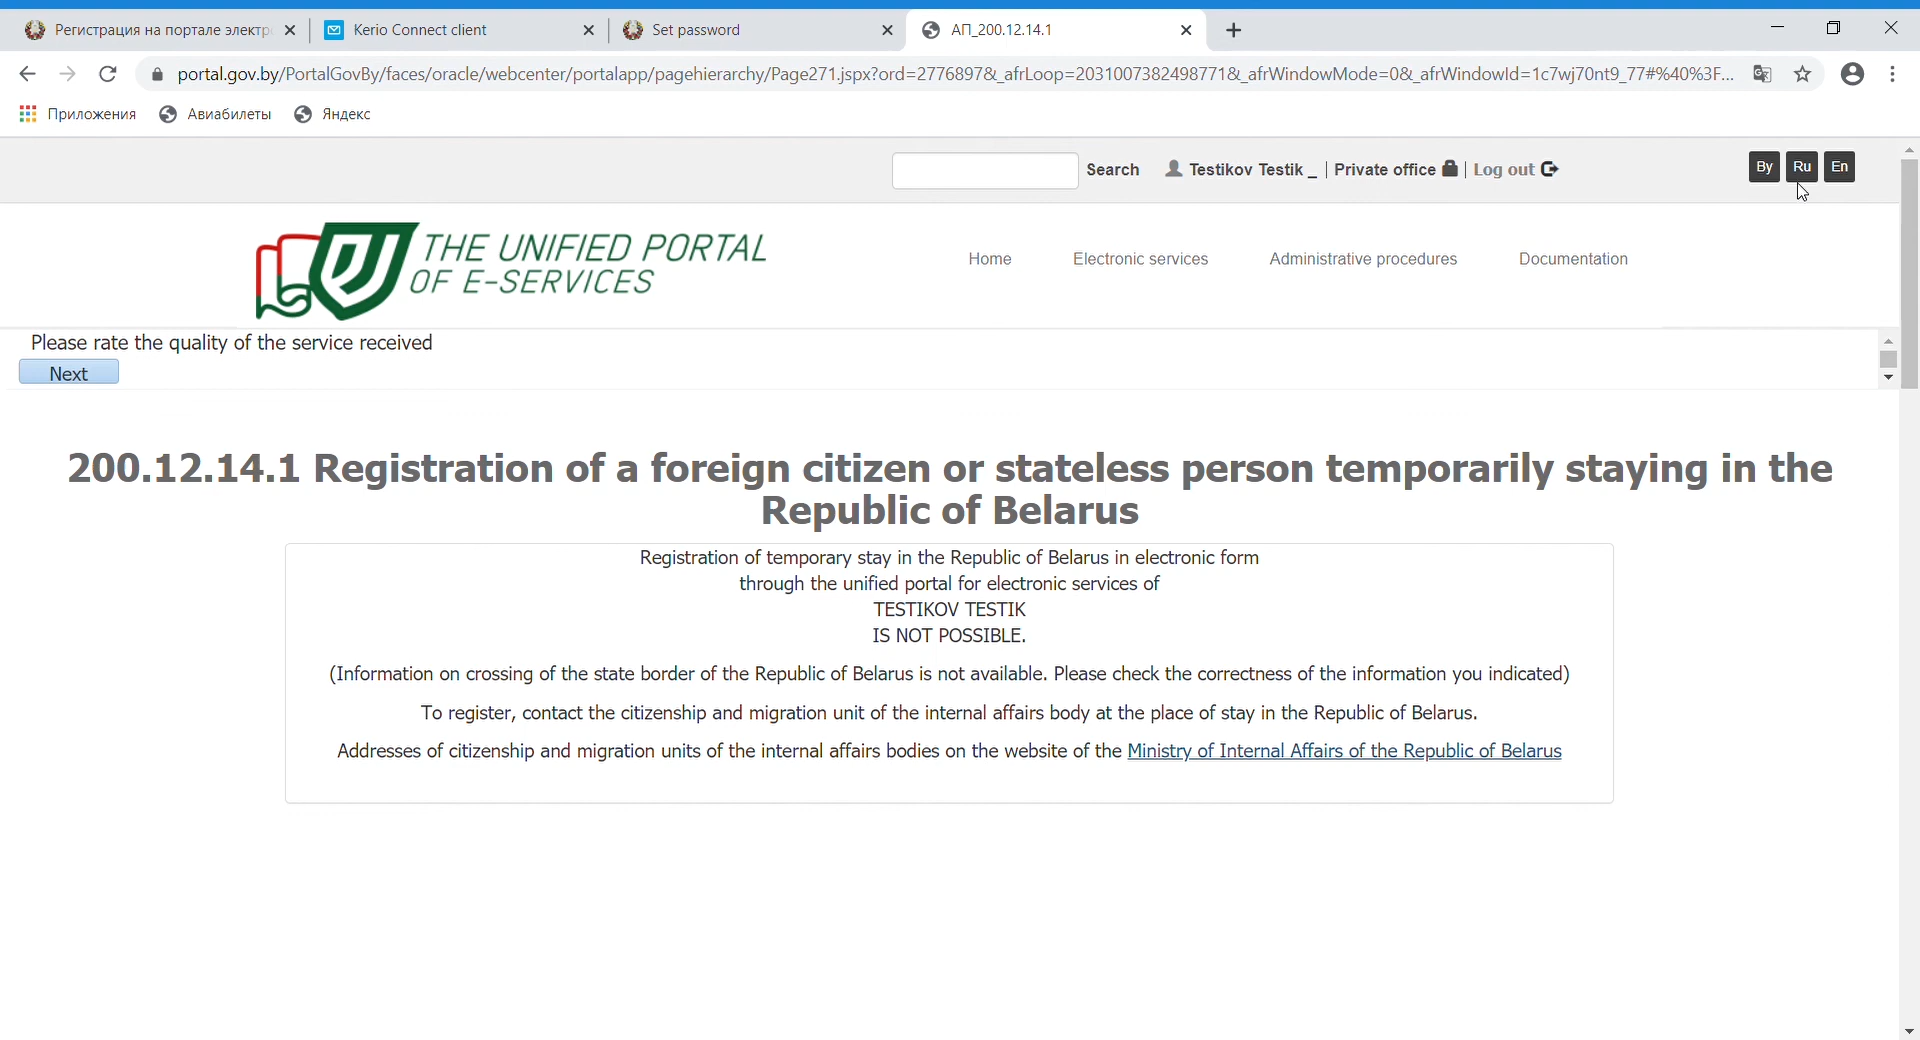 Регистрация на портале электро
Kerio Connect client
Set password
АП_200.12.14.1
portal.gov.by/PortalGovBy/faces/oracle/webcenter/portalapp/pagehierarchy/Page271.jspx?ord=2776897&_afrLoop=2031007382498771&_afrWindowMode=0&_afrWindowId=1c7wj70nt9_77#%40%3F...
Приложения
Авиабилеты
Яндекс
Search
Testikov Testik _ | Private office | Log out
By
Ru
En
THE UNIFIED PORTAL
OF E-SERVICES
Home
Electronic services
Administrative procedures
Documentation
Please rate the quality of the service received
Next
200.12.14.1 Registration of a foreign citizen or stateless person temporarily staying in the
Republic of Belarus
Registration of temporary stay in the Republic of Belarus in electronic form
through the unified portal for electronic services of
TESTIKOV TESTIK
IS NOT POSSIBLE.
(Information on crossing of the state border of the Republic of Belarus is not available. Please check the correctness of the information you indicated)
To register, contact the citizenship and migration unit of the internal affairs body at the place of stay in the Republic of Belarus.
Addresses of citizenship and migration units of the internal affairs bodies on the website of the Ministry of Internal Affairs of the Republic of Belarus